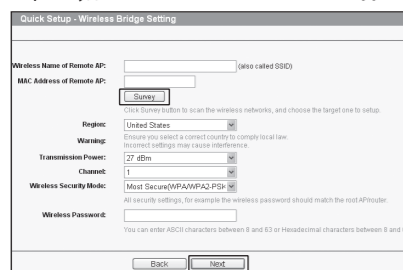 Quick Setup - Wireless Bridge Setting
Wireless Name of Remote AP: (also called SSID)
MAC Address of Remote AP:
Survey
Click Survey button to scan the wireless networks, and choose the target one to setup.
Region: United States
Warning: Ensure you select a correct country to comply local law.
Incorrect settings may cause interference.
Transmission Power: 27 dBm
Channel: 1
Wireless Security Mode: Most Secure(WPA/WPA2-PSK
All security settings, for example the wireless password should match the root AP/router.
Wireless Password:
You can enter ASCII characters between 8 and 63 or Hexadecimal characters between 8 and
Back Next